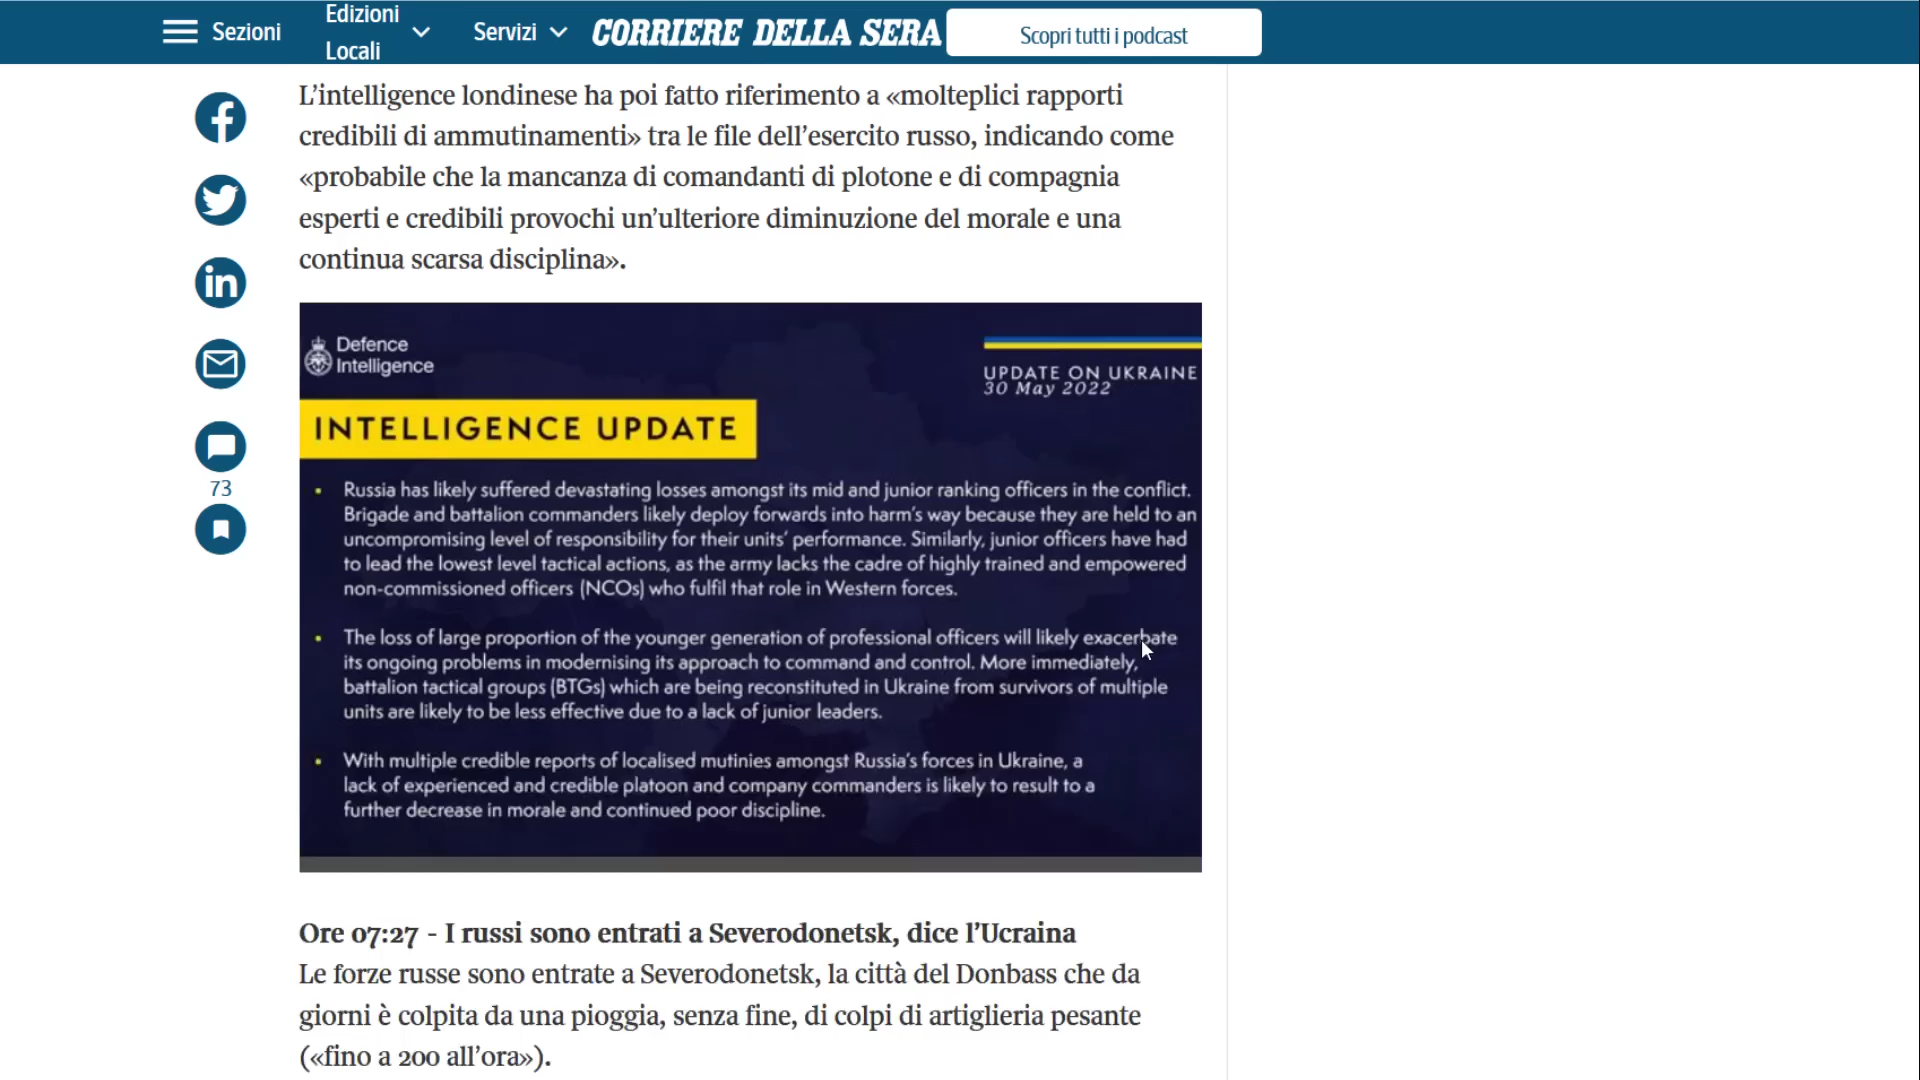 Sezioni
Edizioni
Locali
Servizi
CORRIERE DELLA SERA
Scopri tutti i podcast
L'intelligence londinese ha poi fatto riferimento a «molteplici rapporti
credibili di ammutinamenti» tra le file dell'esercito russo, indicando come
«probabile che la mancanza di comandanti di plotone e di compagnia
esperti e credibili provochi un'ulteriore diminuzione del morale e una
continua scarsa disciplina».
73
Defence
Intelligence
UPDATE ON UKRAINE
30 May 2022
INTELLIGENCE UPDATE
• Russia has likely suffered devastating losses amongst its mid and junior ranking officers in the conflict.
Brigade and battalion commanders likely deploy forwards into harm's way because they are held to an
uncompromising level of responsibility for their units' performance. Similarly, junior officers have had
to lead the lowest level tactical actions, as the army lacks the cadre of highly trained and empowered
non-commissioned officers (NCOs) who fulfil that role in Western forces.
• The loss of large proportion of the younger generation of professional officers will likely exacerbate
its ongoing problems in modernising its approach to command and control. More immediately,
battalion tactical groups (BTGs) which are being reconstituted in Ukraine from survivors of multiple
units are likely to be less effective due to a lack of junior leaders.
• With multiple credible reports of localised mutinies amongst Russia's forces in Ukraine, a
lack of experienced and credible platoon and company commanders is likely to result to a
further decrease in morale and continued poor discipline.
Ore 07:27 - I russi sono entrati a Severodonetsk, dice l'Ucraina
Le forze russe sono entrate a Severodonetsk, la città del Donbass che da
giorni è colpita da una pioggia, senza fine, di colpi di artiglieria pesante
(«fino a 200 all'ora»).